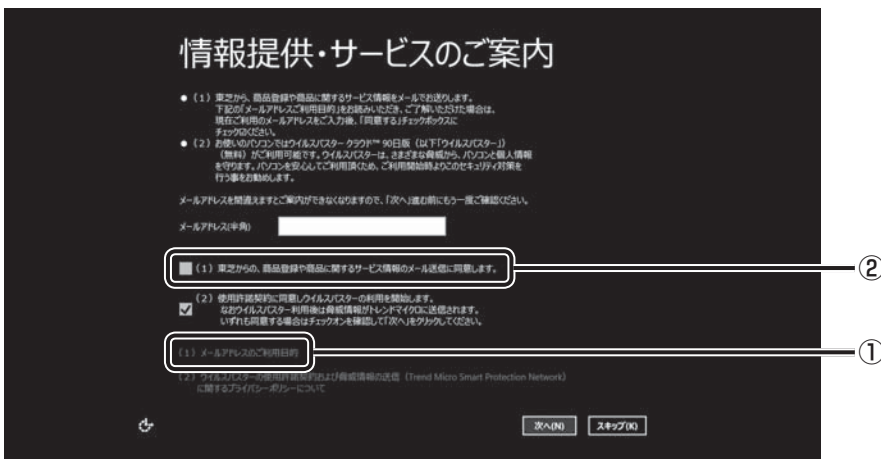 情報提供・サービスのご案内
● (1) 東芝から、商品登録や商品に関するサービス情報をメールでお送りします。
下記の「メールアドレスご利用目的」をお読みいただき、ご了解いただけた場合は、
現在ご利用のメールアドレスをご入力後、「同意する」チェックボックスに
チェックください。
● (2) お使いのパソコンではウイルスバスター クラウド™ 90日版 (以下「ウイルスバスター」)
(無料) がご利用可能です。ウイルスバスターは、さまざまな脅威から、パソコンと個人情報
を守ります。パソコンを安心してご利用頂くため、ご利用開始時よりこのセキュリティ対策を
行う事をお勧めします。
メールアドレスを間違えますとご案内ができなくなりますので、「次へ」進む前にもう一度ご確認ください。
メールアドレス(半角)
(1) 東芝からの、商品登録や商品に関するサービス情報のメール送信に同意します。
②
(2) 使用許諾契約に同意しウイルスバスターの利用を開始します。
なおウイルスバスター利用後は脅威情報がトレンドマイクロに送信されます。
いずれも同意する場合はチェックオンを確認して「次へ」をクリックしてください。
(1) メールアドレスのご利用目的
①
(2) ウイルスバスターの使用許諾契約および脅威情報の送信 (Trend Micro Smart Protection Network)
に関するプライバシーポリシーについて
次へ(N) スキップ(K)